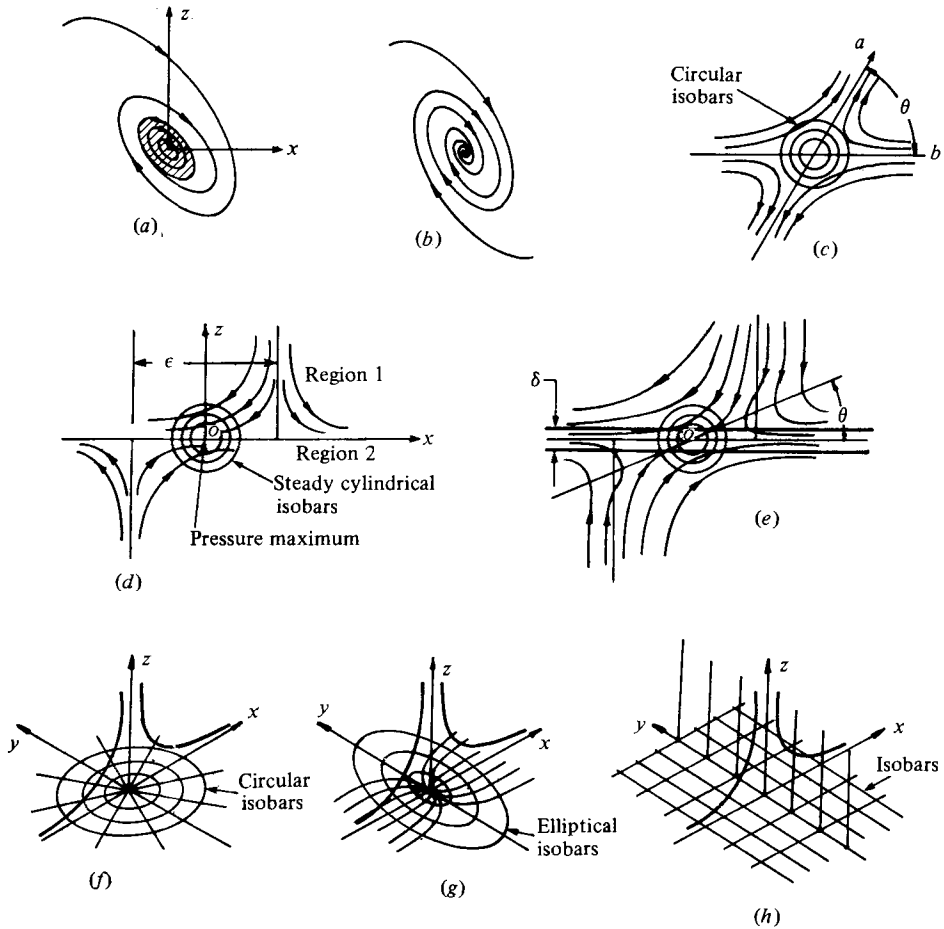 z
x
(a)
(b)
Circular
isobars
a
θ
b
(c)
z
ϵ
Region 1
O
x
Region 2
Steady cylindrical
isobars
Pressure maximum
(d)
δ
θ
O
(e)
z
y
x
Circular
isobars
(f)
z
y
x
Elliptical
isobars
(g)
z
y
x
Isobars
(h)